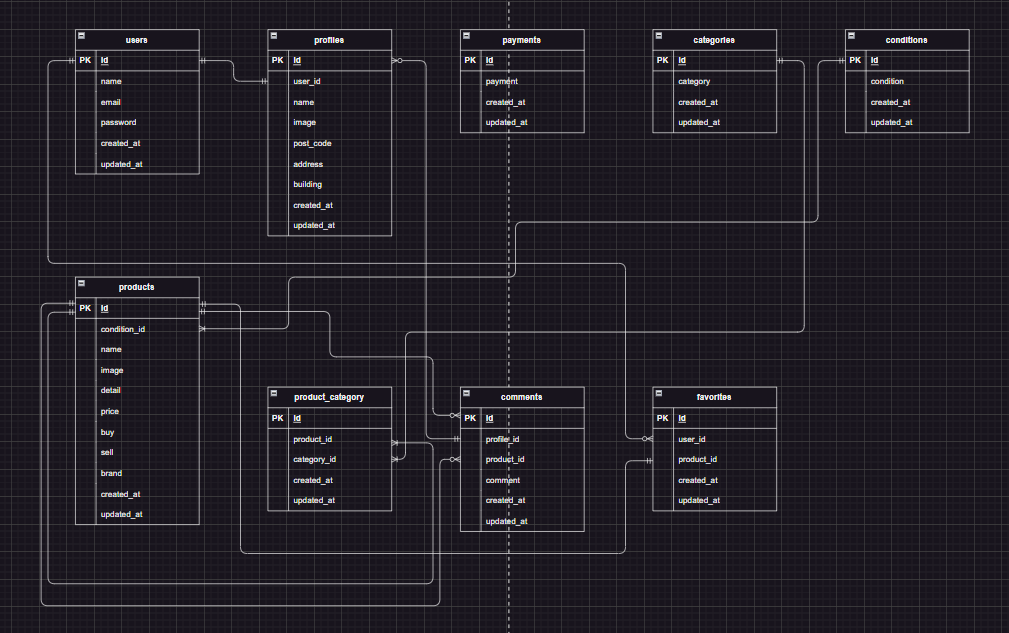 users
PK Id
name
email
password
created_at
updated_at
profiles
PK Id
user_id
name
image
post_code
address
building
created_at
updated_at
payments
PK Id
payment
created_at
updated_at
categories
PK Id
category
created_at
updated_at
conditions
PK Id
condition
created_at
updated_at
products
PK Id
condition_id
name
image
detail
price
buy
sell
brand
created_at
updated_at
product_category
PK Id
product_id
category_id
created_at
updated_at
comments
PK Id
profile_id
product_id
comment
created_at
updated_at
favorites
PK Id
user_id
product_id
created_at
updated_at